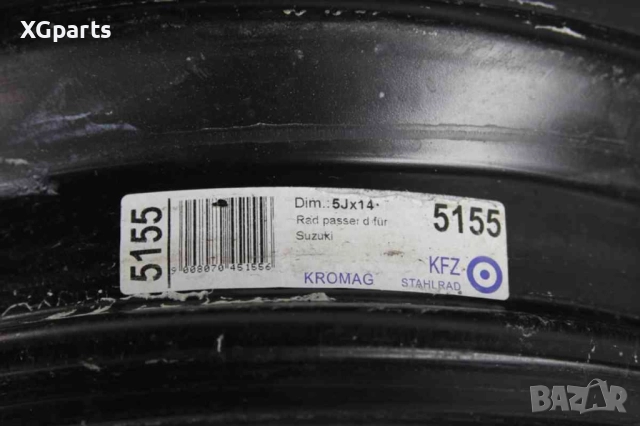 XGparts
5155
9 008070 451556
Dim.: 5Jx14
Rad passend für
Suzuki
5155
KROMAG
KFZ
STAHLRAD
BAZAR